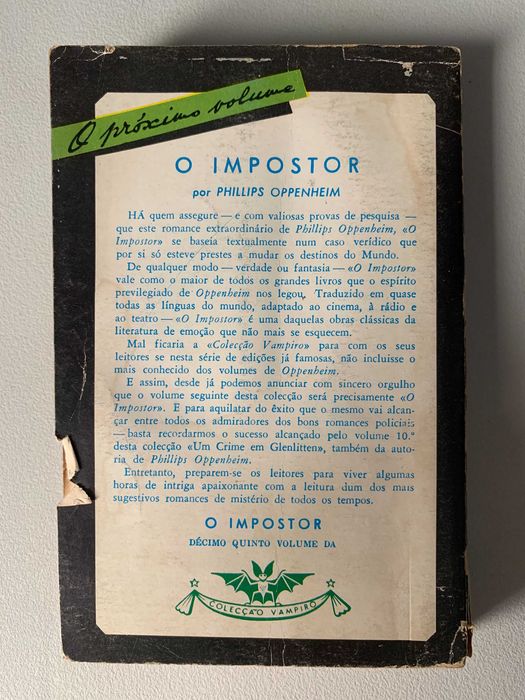 O próximo volume
O IMPOSTOR
por PHILLIPS OPPENHEIM
HÁ quem assegure — e com valiosas provas de pesquisa —
que este romance extraordinário de Phillips Oppenheim, «O
Impostor» se baseia textualmente num caso verídico que
por si só esteve prestes a mudar os destinos do Mundo.
De qualquer modo — verdade ou fantasia — «O Impostor»
vale como o maior de todos os grandes livros que o espírito
previlegiado de Oppenheim nos legou. Traduzido em quase
todas as línguas do mundo, adaptado ao cinema, à rádio e
ao teatro — «O Impostor» é uma daquelas obras clássicas da
literatura de emoção que não mais se esquecem.
Mal ficaria a «Colecção Vampiro» para com os seus
leitores se nesta série de edições já famosas, não incluisse o
mais conhecido dos volumes de Oppenheim.
E assim, desde já podemos anunciar com sincero orgulho
que o volume seguinte desta colecção será precisamente «O
Impostor». E para aquilatar do êxito que o mesmo vai alcan-
çar entre todos os admiradores dos bons romances policiais
— basta recordarmos o sucesso alcançado pelo volume 10.º
desta colecção «Um Crime em Glenlitten», também da auto-
ria de Phillips Oppenheim.
Entretanto, preparem-se os leitores para viver algumas
horas de intriga apaixonante com a leitura dum dos mais
sugestivos romances de mistério de todos os tempos.
O IMPOSTOR
DÉCIMO QUINTO VOLUME DA
COLECÇÃO VAMPIRO